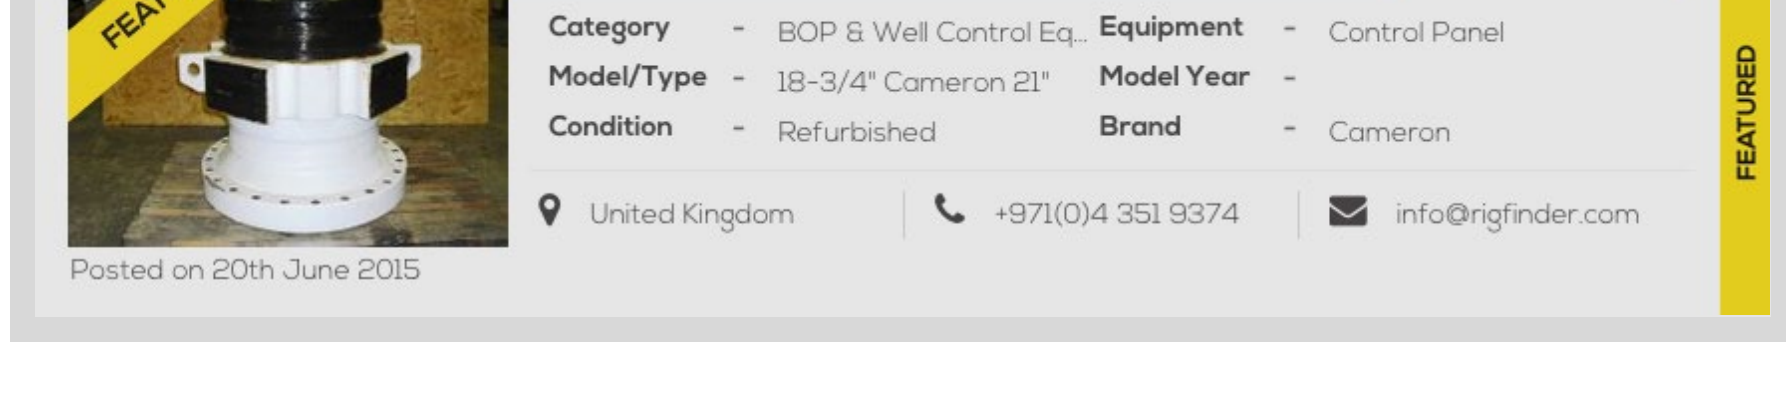 FEAT
Category - BOP & Well Control Eq... Equipment - Control Panel
Model/Type - 18-3/4" Cameron 21" Model Year -
Condition - Refurbished Brand - Cameron
United Kingdom +971(0)4 351 9374 info@rigfinder.com
Posted on 20th June 2015
FEATURED